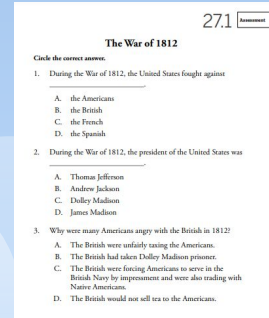 27.1 Assessment
The War of 1812
Circle the correct answer.
1. During the War of 1812, the United States fought against
____________________.
A. the Americans
B. the British
C. the French
D. the Spanish
2. During the War of 1812, the president of the United States was
____________________.
A. Thomas Jefferson
B. Andrew Jackson
C. Dolley Madison
D. James Madison
3. Why were many Americans angry with the British in 1812?
A. The British were unfairly taxing the Americans.
B. The British had taken Dolley Madison prisoner.
C. The British were forcing Americans to serve in the
British Navy by impressment and were also trading with
Native Americans.
D. The British would not sell tea to the Americans.